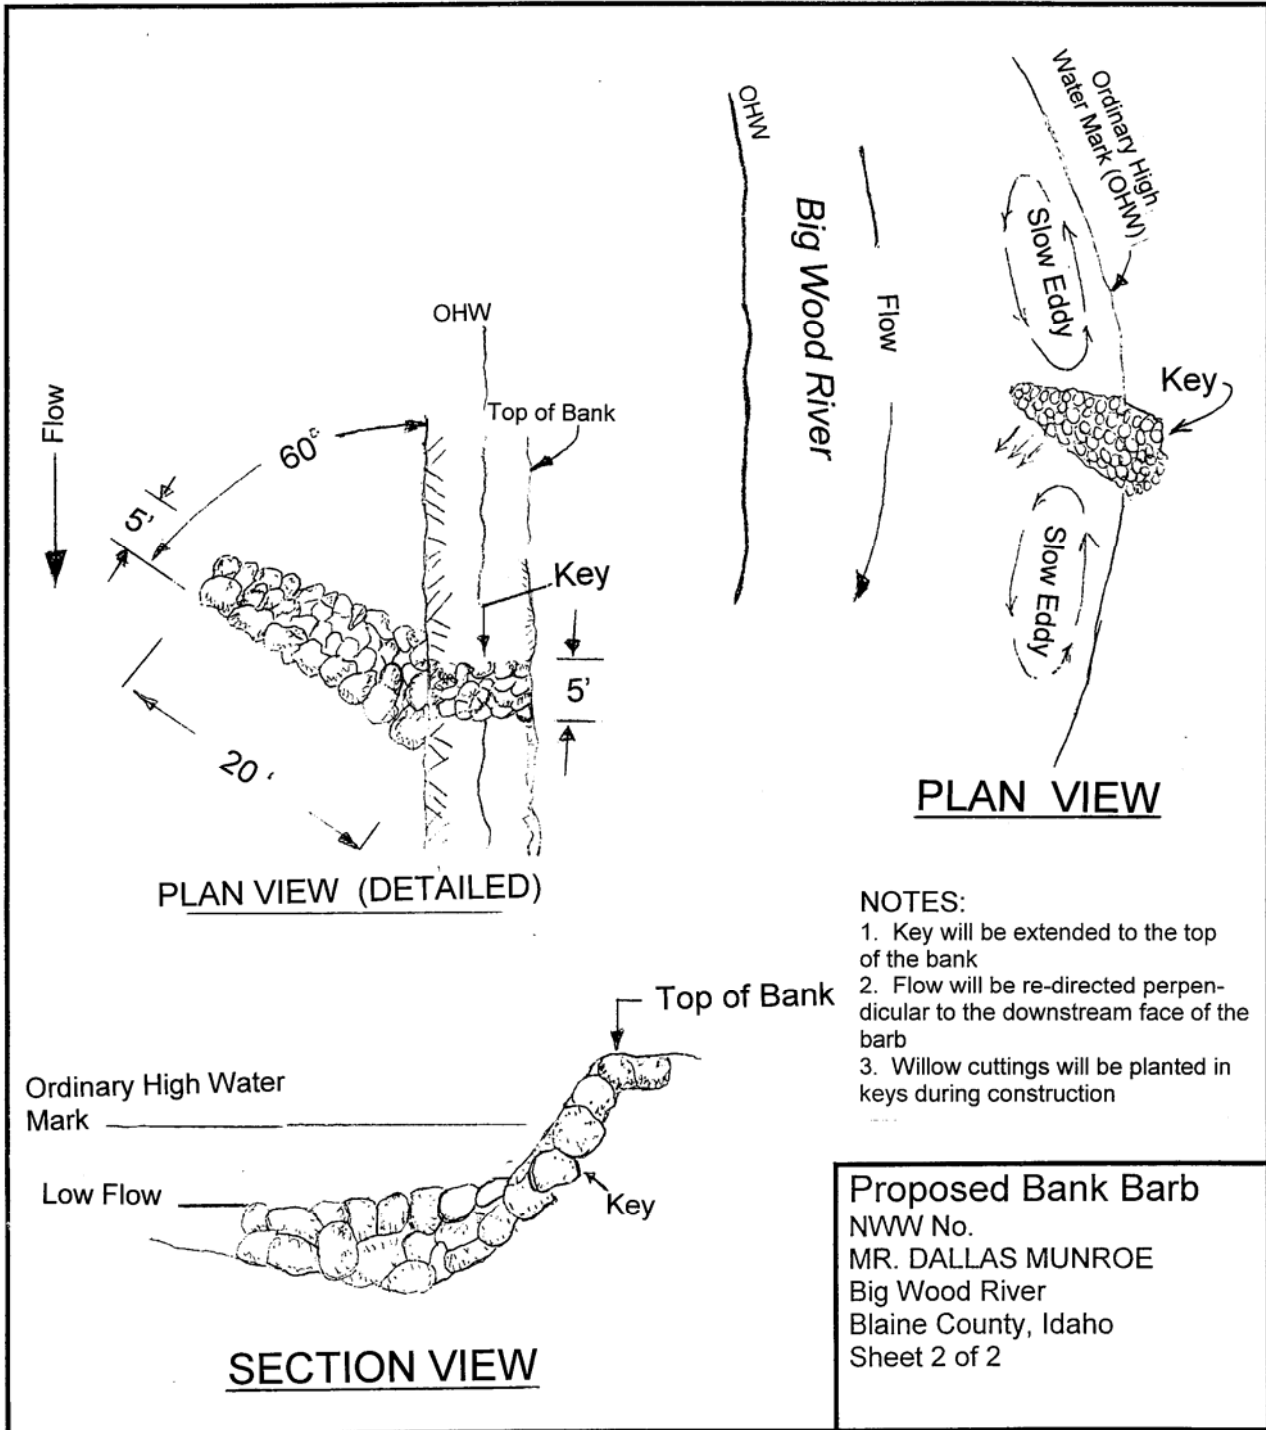 OHW
Ordinary High
Water Mark (OHW)
Slow Eddy
Big Wood River
Flow
Key
Slow Eddy
PLAN VIEW
OHW
Top of Bank
Flow
60°
5'
Key
5'
20'
PLAN VIEW (DETAILED)
NOTES:
1. Key will be extended to the top
of the bank
2. Flow will be re-directed perpen-
dicular to the downstream face of the
barb
3. Willow cuttings will be planted in
keys during construction
Top of Bank
Ordinary High Water
Mark
Low Flow
Key
SECTION VIEW
Proposed Bank Barb
NWW No.
MR. DALLAS MUNROE
Big Wood River
Blaine County, Idaho
Sheet 2 of 2